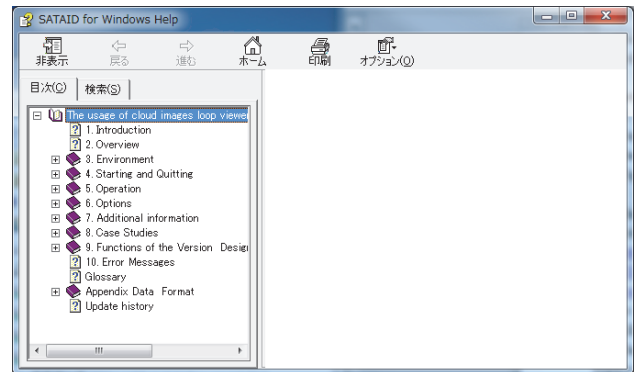 SATAID for Windows Help
非表示 戻る 進む ホーム 印刷 オプション(O)
目次(C) 検索(S)
The usage of cloud images loop viewer
1. Introduction
2. Overview
3. Environment
4. Starting and Quitting
5. Operation
6. Options
7. Additional information
8. Case Studies
9. Functions of the Version Desig
10. Error Messages
Glossary
Appendix Data Format
Update history